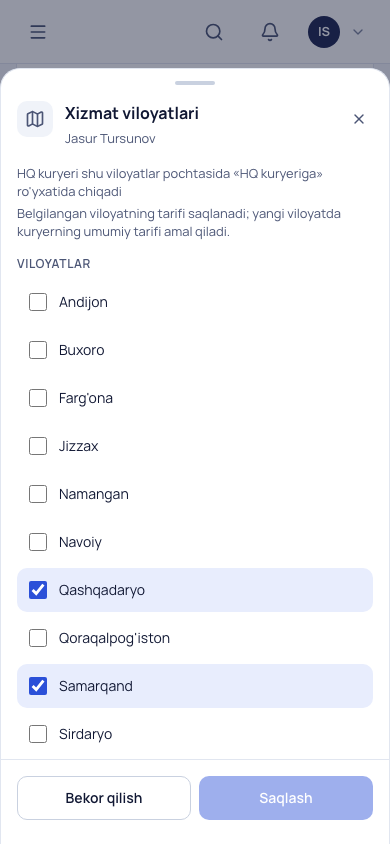 IS
Xizmat viloyatlari
Jasur Tursunov
HQ kuryeri shu viloyatlar pochtasida «HQ kuryeriga»
ro'yxatida chiqadi
Belgilangan viloyatning tarifi saqlanadi; yangi viloyatda
kuryerning umumiy tarifi amal qiladi.
VILOYATLAR
Andijon
Buxoro
Farg'ona
Jizzax
Namangan
Navoiy
Qashqadaryo
Qoraqalpog'iston
Samarqand
Sirdaryo
Bekor qilish
Saqlash